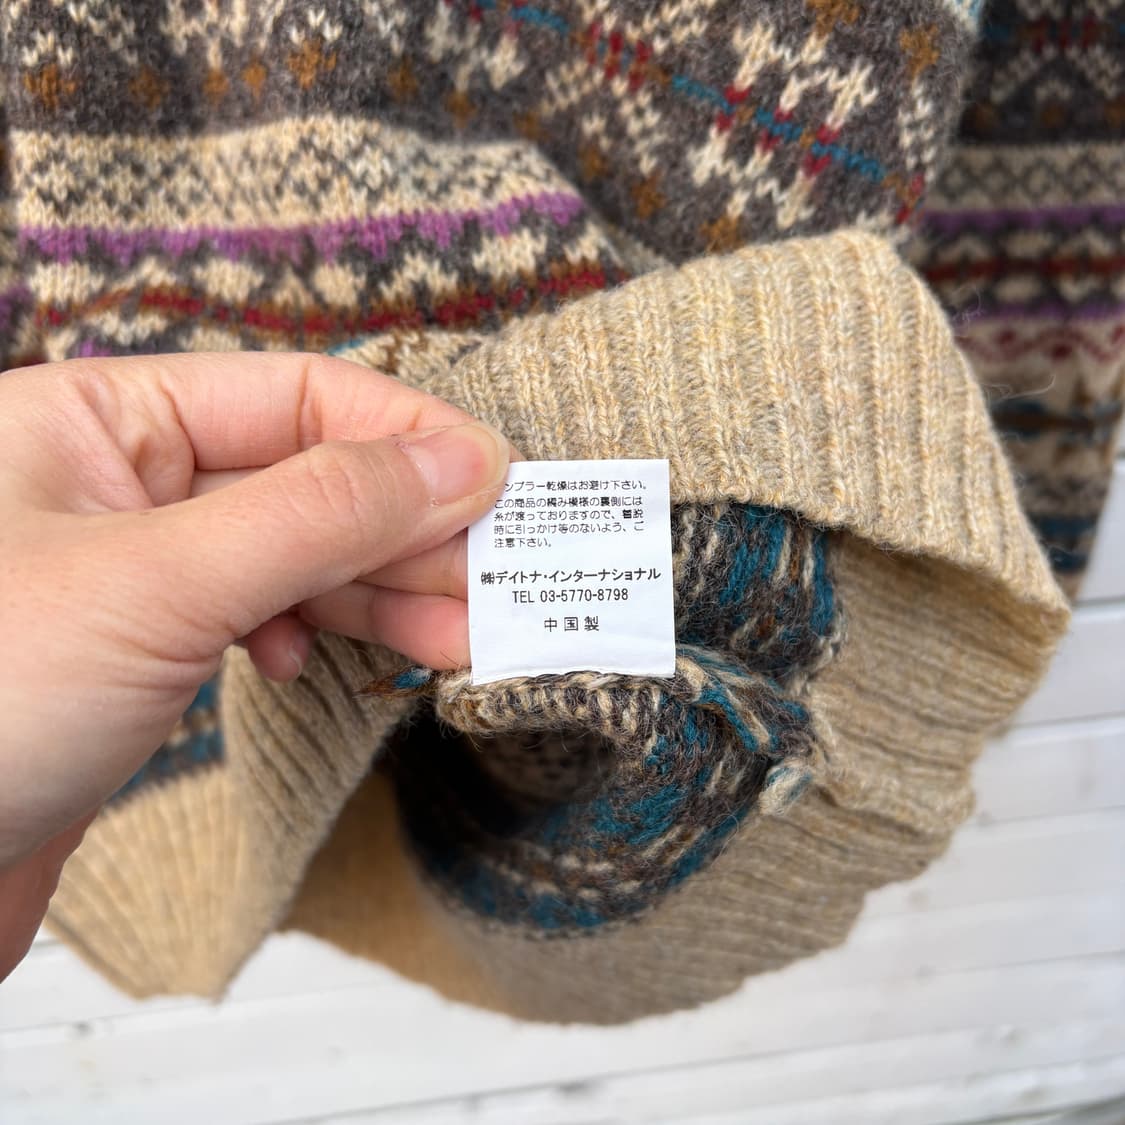 ンブラー乾燥はお避け下さい。
この商品の編み模様の裏側には
糸が渡っておりますので、着脱
時に引っかけ等のないよう、ご
注意下さい。
㈱デイトナ・インターナショナル
TEL 03-5770-8798
中国製